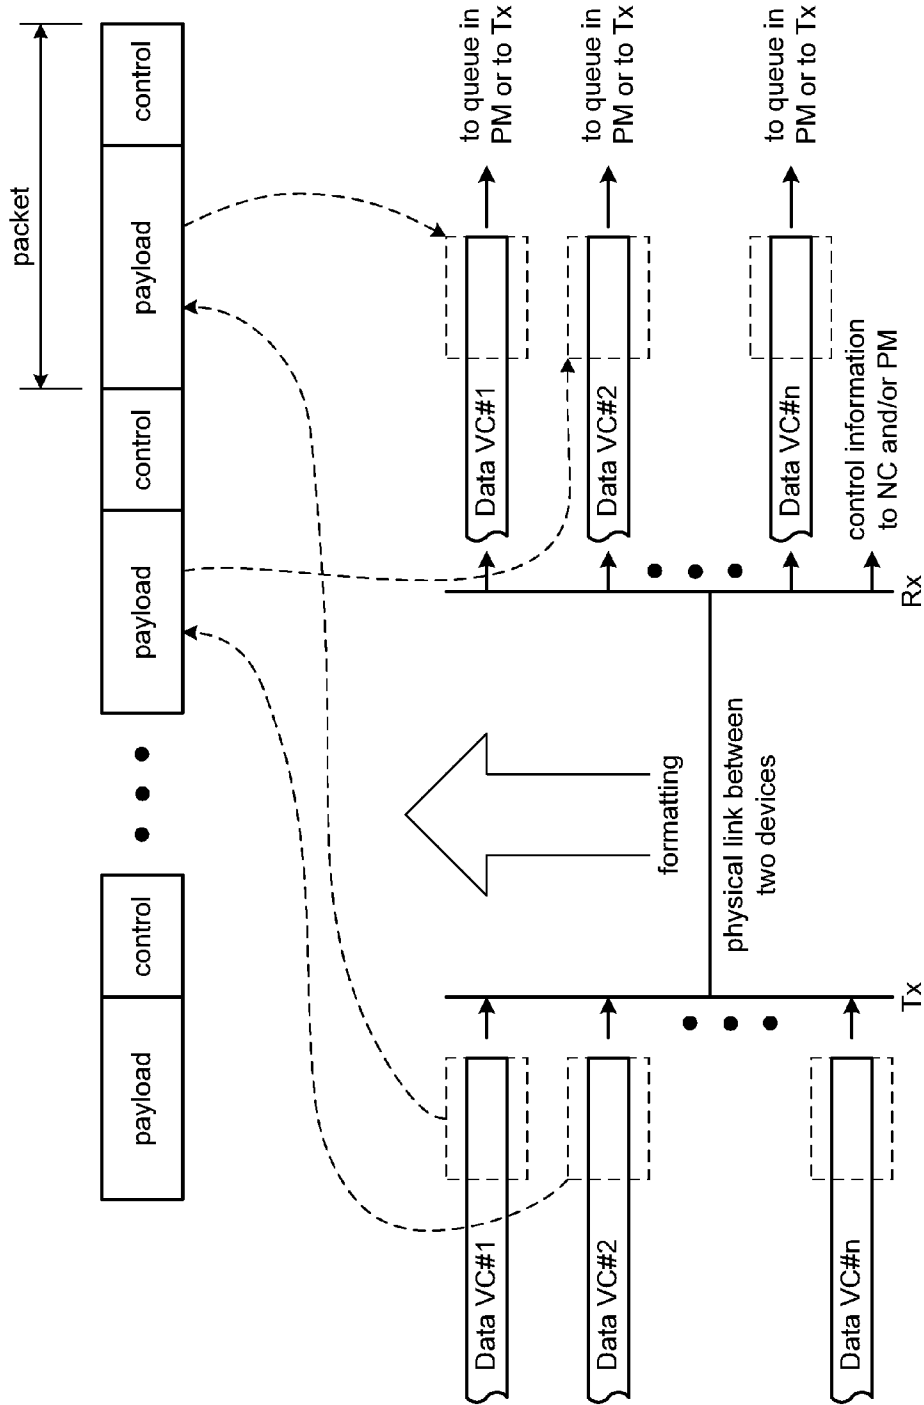 packet
payload
control
payload
control
payload
control
Data VC#1
Data VC#2
Data VC#n
Tx
formatting
physical link between
two devices
Rx
Data VC#1
Data VC#2
Data VC#n
to queue in
PM or to Tx
to queue in
PM or to Tx
to queue in
PM or to Tx
control information
to NC and/or PM